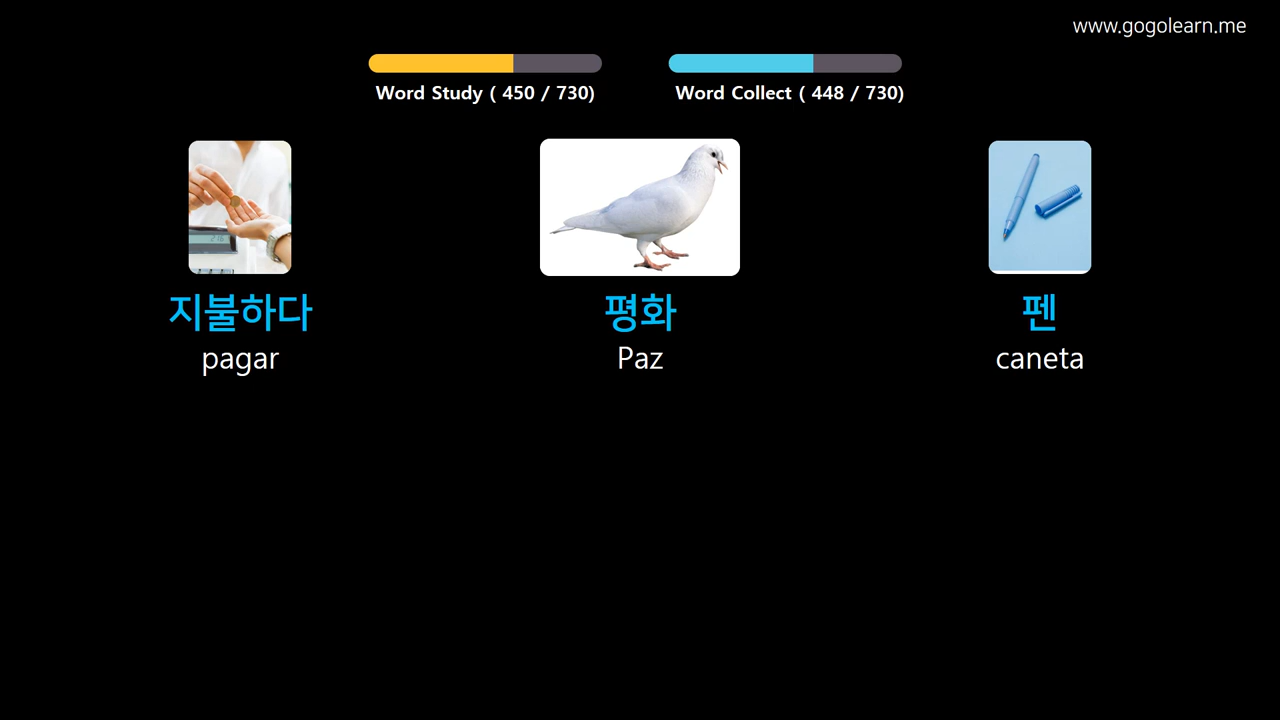 www.gogolearn.me
Word Study ( 450 / 730)
Word Collect ( 448 / 730)
지불하다
pagar
평화
Paz
펜
caneta